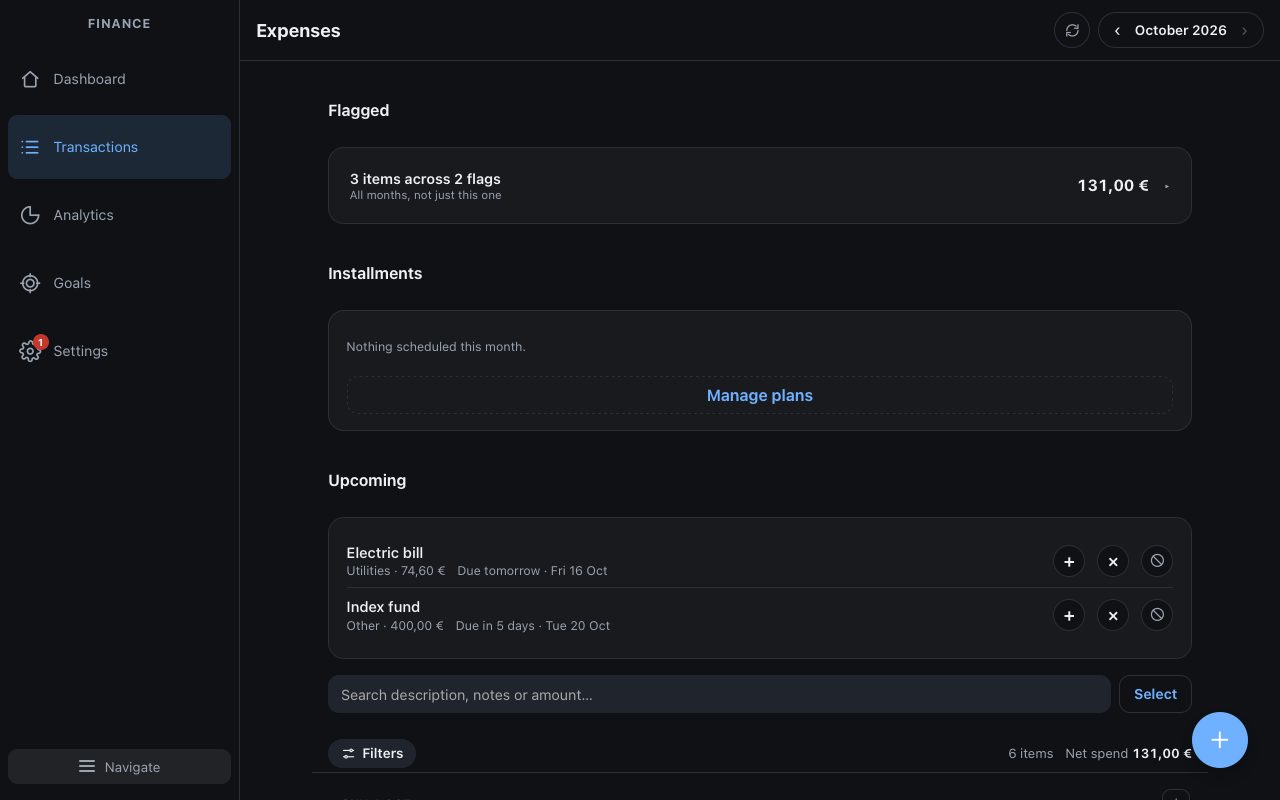 FINANCE
Dashboard
Transactions
Analytics
Goals
1
Settings
Navigate
Expenses
‹ October 2026 ›
Flagged
3 items across 2 flags
All months, not just this one
131,00 € ▸
Installments
Nothing scheduled this month.
Manage plans
Upcoming
Electric bill
Utilities · 74,60 € Due tomorrow · Fri 16 Oct
Index fund
Other · 400,00 € Due in 5 days · Tue 20 Oct
Search description, notes or amount…
Select
Filters
6 items Net spend 131,00 €